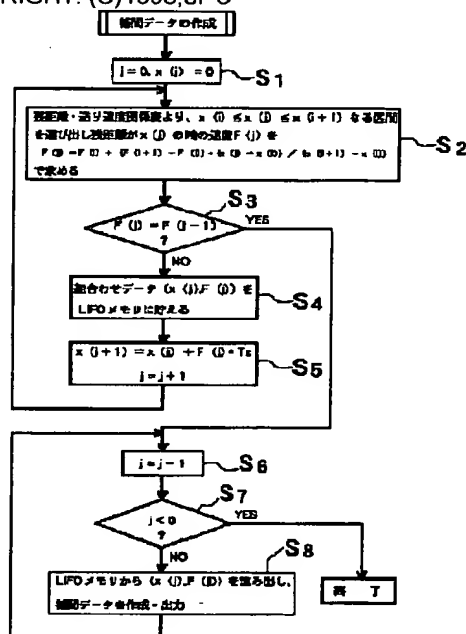 COPYRIGHT: (C)1993,JPO
補間データの作成
j=0,x(j)=0
S1
残距離・送り速度関係表より、x(i)≤x(j)≤x(i+1)なる区間
を選び出し残距離がx(j)の時の速度F(j)を
F(j)=F(i)+{F(i+1)-F(i)}・{x(j)-x(i)}/{x(i+1)-x(i)}
で求める
S2
S3
F(j)=F(j-1)
?
YES
NO
組合わせデータ(x(j),F(j))を
LIFOメモリに貯える
S4
x(j+1)=x(j)+F(j)・Ts
j=j+1
S5
j=j-1
S6
S7
j<0
?
YES
NO
S8
LIFOメモリから(x(j),F(j))を読み出し、
補間データを作成・出力
終 了